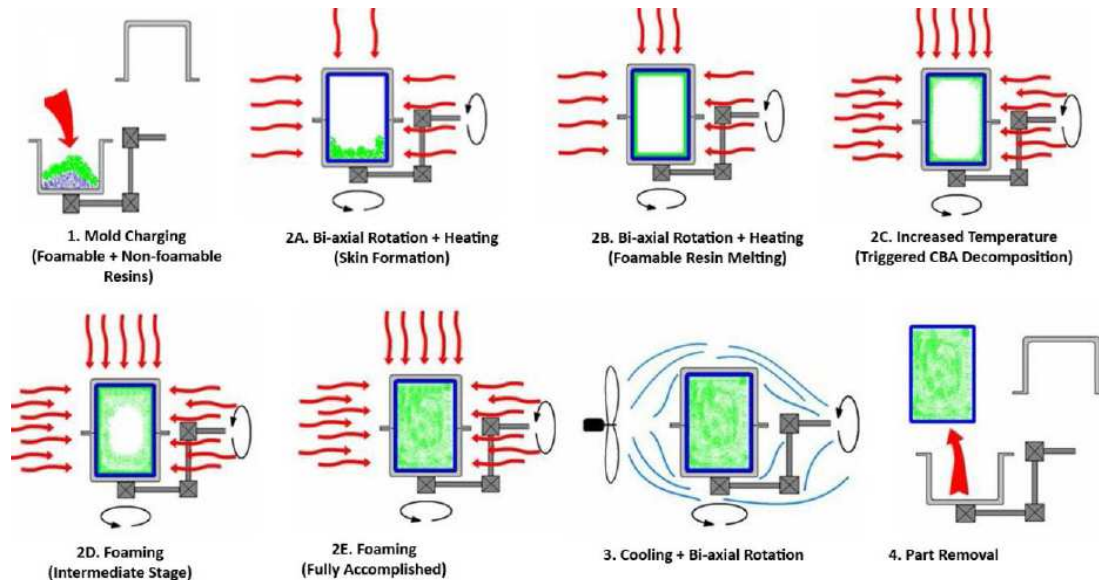 1. Mold Charging
(Foamable + Non-foamable
Resins)
2A. Bi-axial Rotation + Heating
(Skin Formation)
2B. Bi-axial Rotation + Heating
(Foamable Resin Melting)
2C. Increased Temperature
(Triggered CBA Decomposition)
2D. Foaming
(Intermediate Stage)
2E. Foaming
(Fully Accomplished)
3. Cooling + Bi-axial Rotation
4. Part Removal